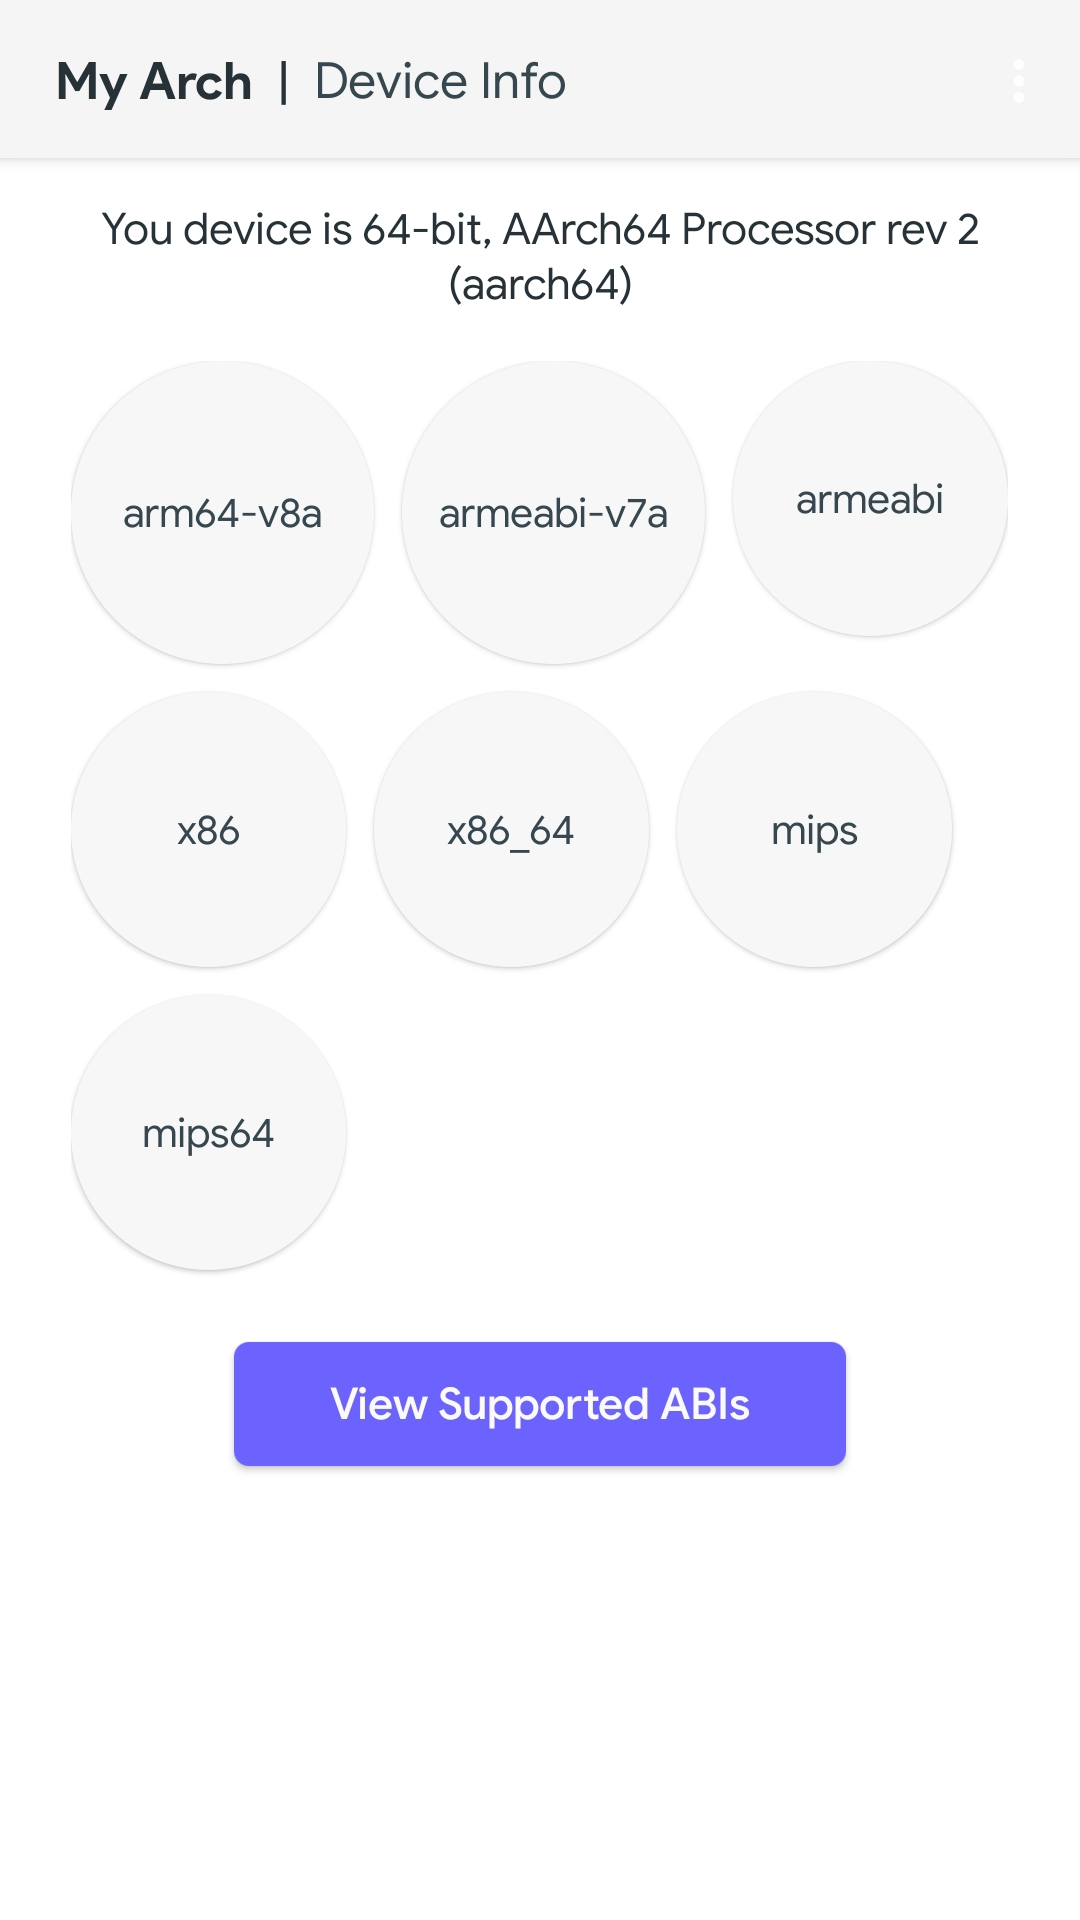 My Arch | Device Info
You device is 64-bit, AArch64 Processor rev 2
(aarch64)
arm64-v8a armeabi-v7a armeabi
x86 x86_64 mips
mips64
View Supported ABIs